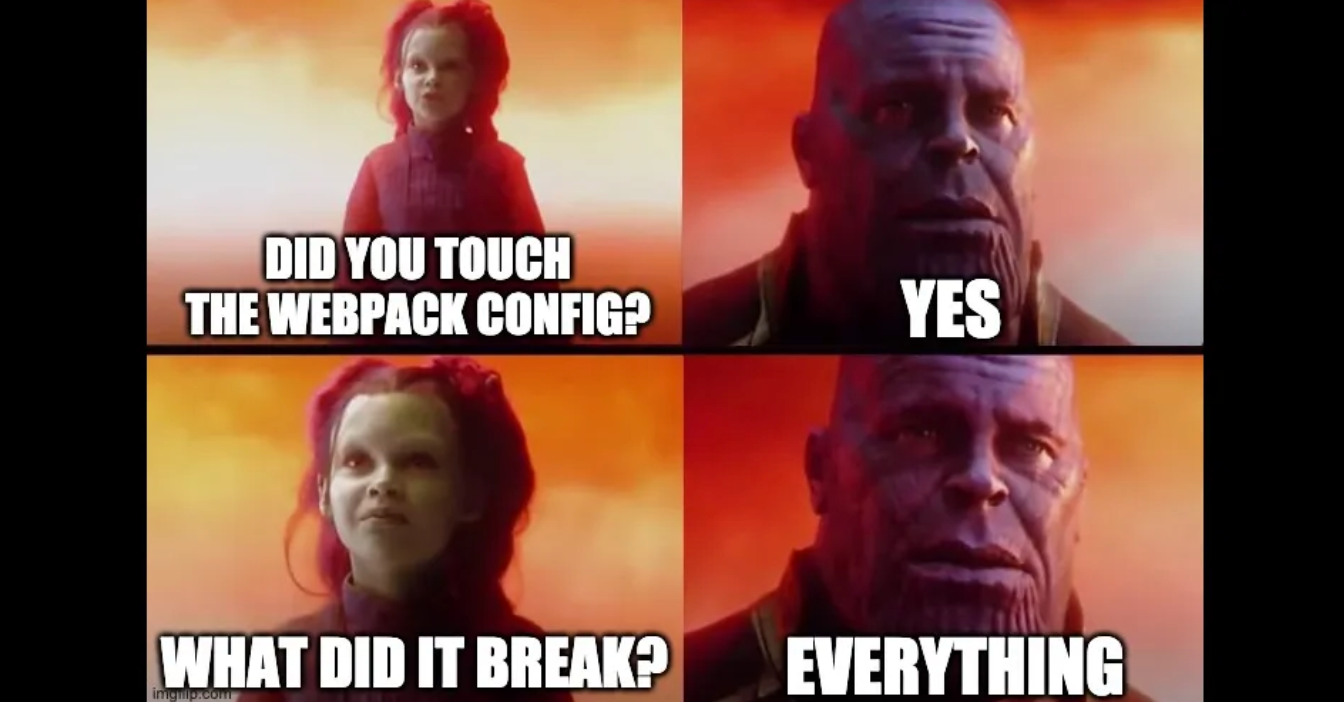 DID YOU TOUCH
THE WEBPACK CONFIG?
YES
WHAT DID IT BREAK?
EVERYTHING
imgflip.com